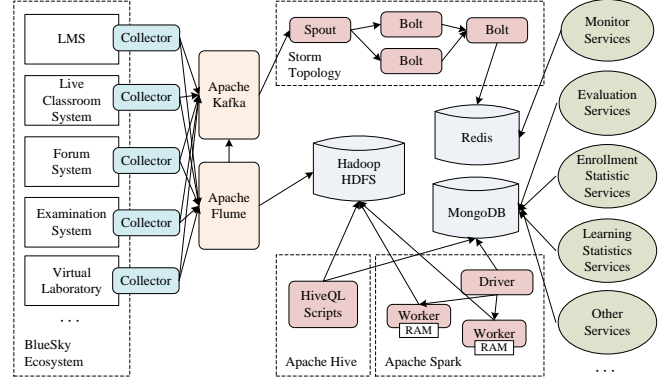 LMS
Collector
Live
Classroom
System
Collector
Forum
System
Collector
Examination
System
Collector
Virtual
Laboratory
Collector
. . .
BlueSky
Ecosystem
Apache
Kafka
Apache
Flume
Spout
Bolt
Bolt
Bolt
Storm
Topology
Redis
Hadoop
HDFS
MongoDB
HiveQL
Scripts
Apache Hive
Driver
Worker
RAM
Worker
RAM
Apache Spark
Monitor
Services
Evaluation
Services
Enrollment
Statistic
Services
Learning
Statistics
Services
Other
Services
. . .